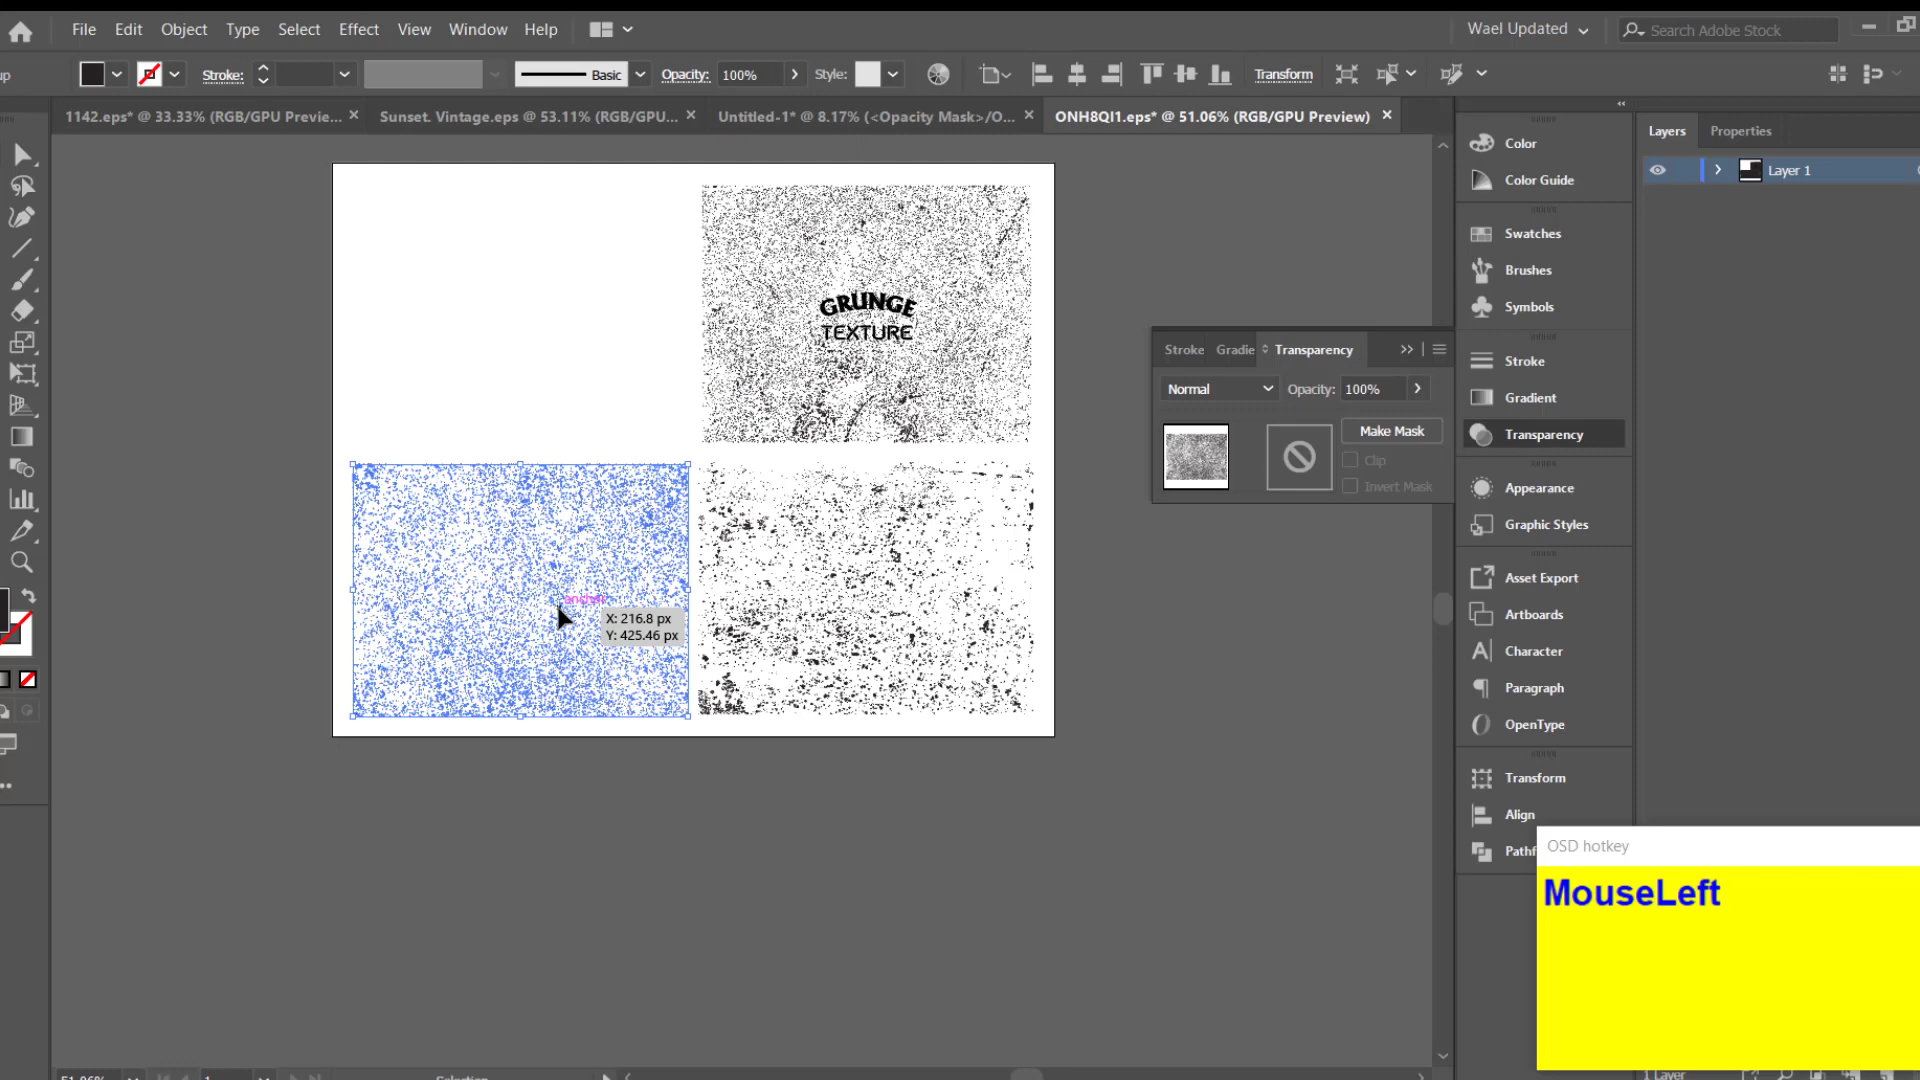 File Edit Object Type Select Effect View Window Help
Wael Updated
Search Adobe Stock
Stroke:
Basic
Opacity: 100%
Style:
Transform
1142.eps* @ 33.33% (RGB/GPU Previe...
Sunset. Vintage.eps @ 53.11% (RGB/GPU...
Untitled-1* @ 8.17% (<Opacity Mask>/O...
ONH8QI1.eps* @ 51.06% (RGB/GPU Preview)
GRUNGE
TEXTURE
X: 216.8 px
Y: 425.46 px
Stroke Gradie Transparency
Normal
Opacity: 100%
Make Mask
Clip
Invert Mask
Color
Color Guide
Swatches
Brushes
Symbols
Stroke
Gradient
Transparency
Appearance
Graphic Styles
Asset Export
Artboards
Character
Paragraph
OpenType
Transform
Align
Pathf
Layers Properties
Layer 1
OSD hotkey
MouseLeft